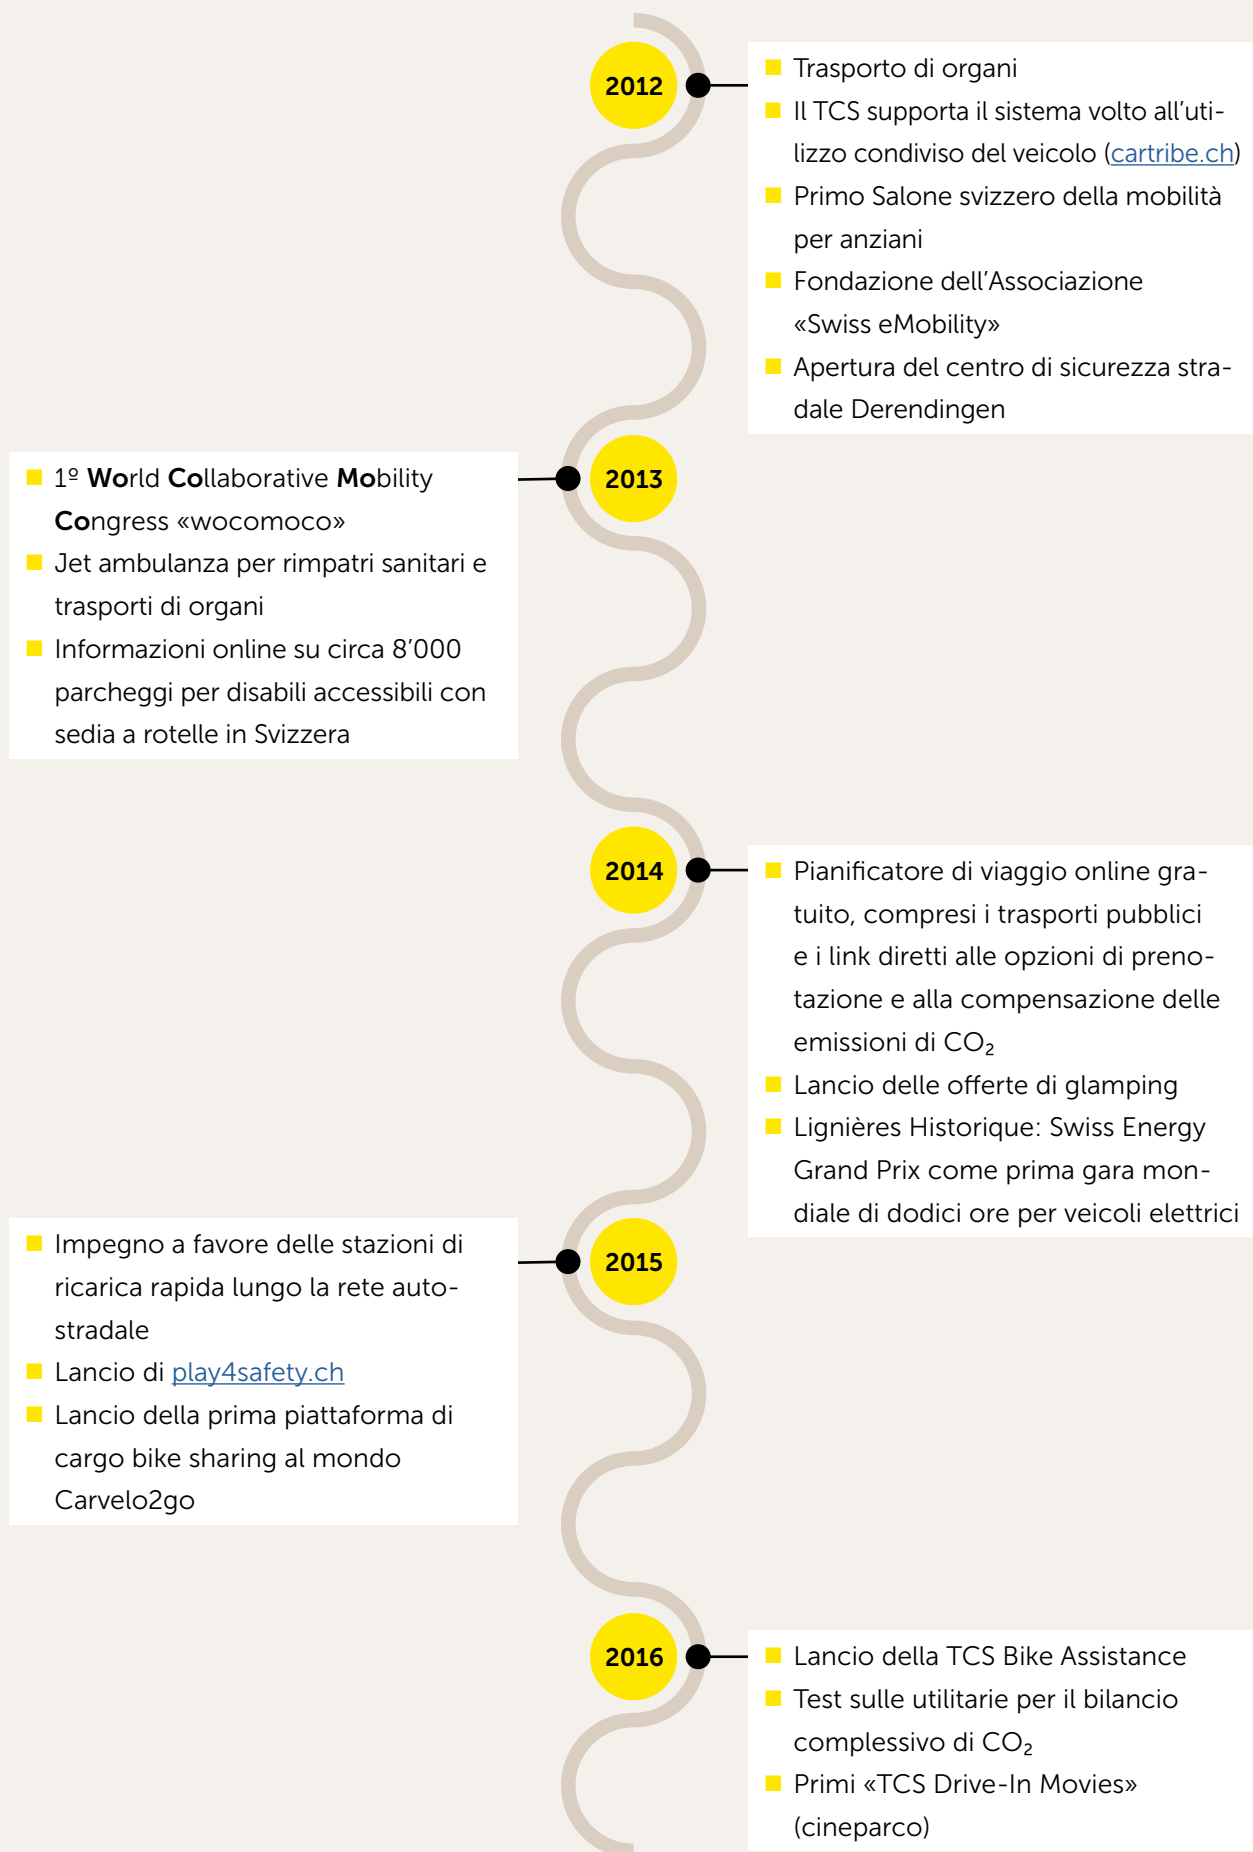 2012
■ Trasporto di organi
■ Il TCS supporta il sistema volto all’uti-
lizzo condiviso del veicolo (cartribe.ch)
■ Primo Salone svizzero della mobilità
per anziani
■ Fondazione dell’Associazione
«Swiss eMobility»
■ Apertura del centro di sicurezza stra-
dale Derendingen
2013
■ 1º World Collaborative Mobility
Congress «wocomoco»
■ Jet ambulanza per rimpatri sanitari e
trasporti di organi
■ Informazioni online su circa 8’000
parcheggi per disabili accessibili con
sedia a rotelle in Svizzera
2014
■ Pianificatore di viaggio online gra-
tuito, compresi i trasporti pubblici
e i link diretti alle opzioni di preno-
tazione e alla compensazione delle
emissioni di CO₂
■ Lancio delle offerte di glamping
■ Lignières Historique: Swiss Energy
Grand Prix come prima gara mon-
diale di dodici ore per veicoli elettrici
2015
■ Impegno a favore delle stazioni di
ricarica rapida lungo la rete auto-
stradale
■ Lancio di play4safety.ch
■ Lancio della prima piattaforma di
cargo bike sharing al mondo
Carvelo2go
2016
■ Lancio della TCS Bike Assistance
■ Test sulle utilitarie per il bilancio
complessivo di CO₂
■ Primi «TCS Drive-In Movies»
(cineparco)